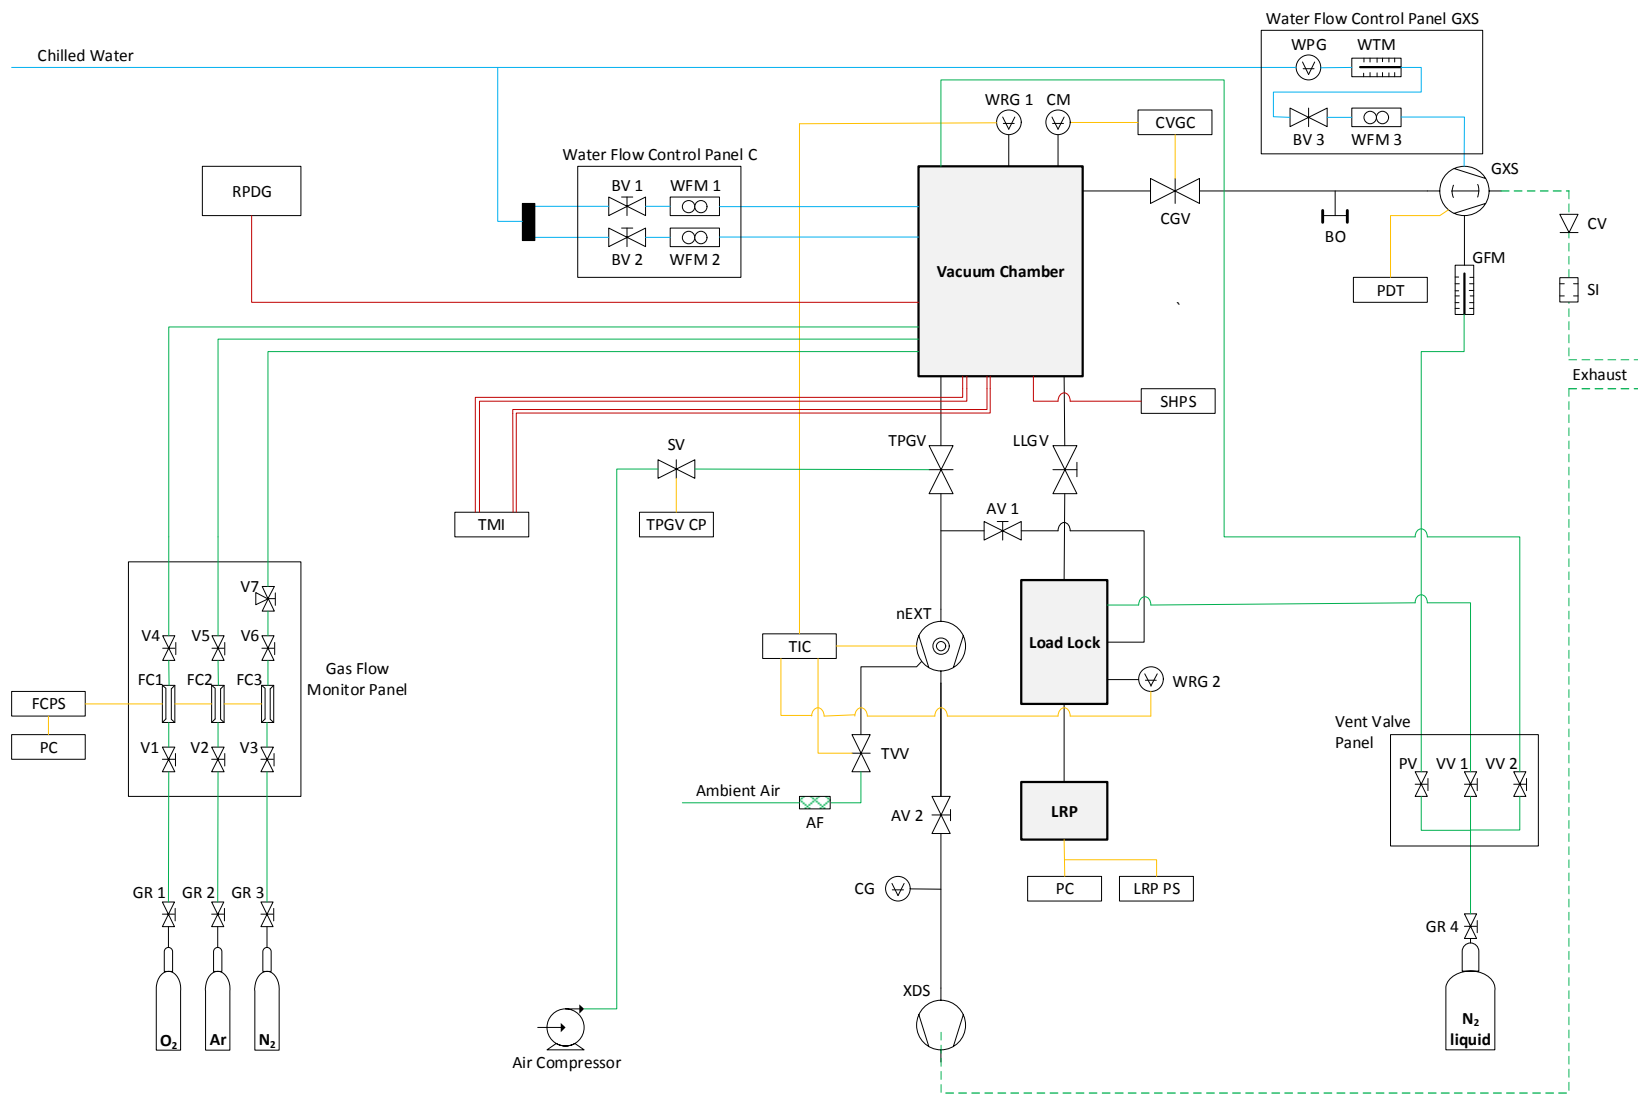 Water Flow Control Panel GXS
Chilled Water
WPG
WTM
WRG 1
CM
CVGC
BV 3
WFM 3
Water Flow Control Panel C
RPDG
BV 1
WFM 1
BV 2
WFM 2
GXS
CGV
BO
CV
Vacuum Chamber
GFM
PDT
SI
`
Exhaust
SHPS
TPGV
LLGV
SV
TMI
TPGV CP
AV 1
V7
nEXT
V4
V5
V6
TIC
Load Lock
Gas Flow
Monitor Panel
FC1
FC2
FC3
WRG 2
FCPS
PC
V1
V2
V3
TVV
Vent Valve
Panel
PV
VV 1
VV 2
Ambient Air
AF
AV 2
LRP
CG
PC
LRP PS
GR 1
GR 2
GR 3
GR 4
XDS
O₂
Ar
N₂
N₂
liquid
Air Compressor